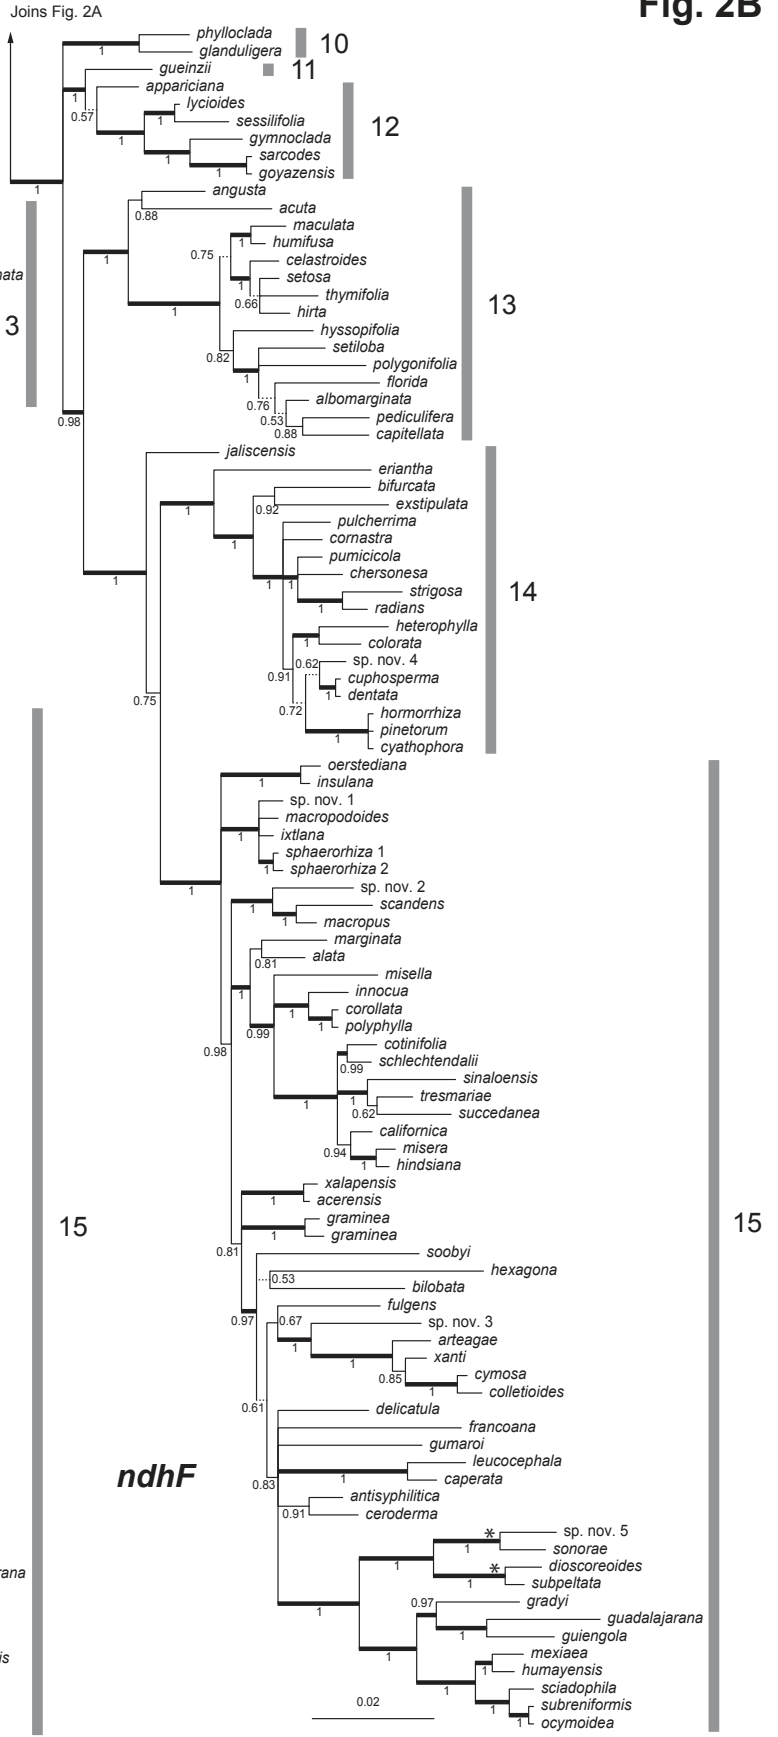 Joins Fig. 2A
Fig. 2B
phylloclada
1
glanduligera
10
gueinzii
11
1
appariciana
0.57
lycioides
1
sessilifolia
12
1
gymnoclada
1
sarcodes
1
goyazensis
1
angusta
0.88
acuta
maculata
1
humifusa
0.75
celastroides
1
setosa
0.66
thymifolia
1
hirta
13
1
3
hyssopifolia
0.82
setiloba
1
polygonifolia
florida
0.76
albomarginata
0.53
pediculifera
0.88
capitellata
0.98
jaliscensis
eriantha
bifurcata
1
0.92
exstipulata
pulcherrima
1
cornastra
pumicicola
1
1
chersonesa
1
strigosa
14
1
radians
heterophylla
1
colorata
0.62
sp. nov. 4
0.91
cuphosperma
1
dentata
0.75
0.72
hormorrhiza
pinetorum
1
cyathophora
oerstediana
1
insulana
sp. nov. 1
macropodoides
1
ixtlana
sphaerorhiza 1
1
sphaerorhiza 2
1
sp. nov. 2
1
scandens
1
macropus
marginata
0.81
alata
misella
1
innocua
1
corollata
0.99
1
polyphylla
0.98
cotinifolia
0.99
schlechtendalii
sinaloensis
1
1
tresmariae
0.62
succedanea
californica
0.94
misera
1
hindsiana
xalapensis
1
acerensis
15
graminea
15
1
graminea
0.81
soobyi
hexagona
0.53
bilobata
fulgens
0.97
0.67
sp. nov. 3
1
arteagae
1
xanti
0.85
cymosa
1
colletioides
0.61
delicatula
francoana
gumaroi
leucocephala
ndhF
1
caperata
0.83
antisyphilitica
0.91
ceroderma
* sp. nov. 5
1
sonorae
1
* dioscoreoides
1
subpeltata
gradyi
0.97
1
guadalajarana
1
guiengola
1
mexiaea
1
humayensis
1
sciadophila
0.02
1
subreniformis
1
ocymoidea